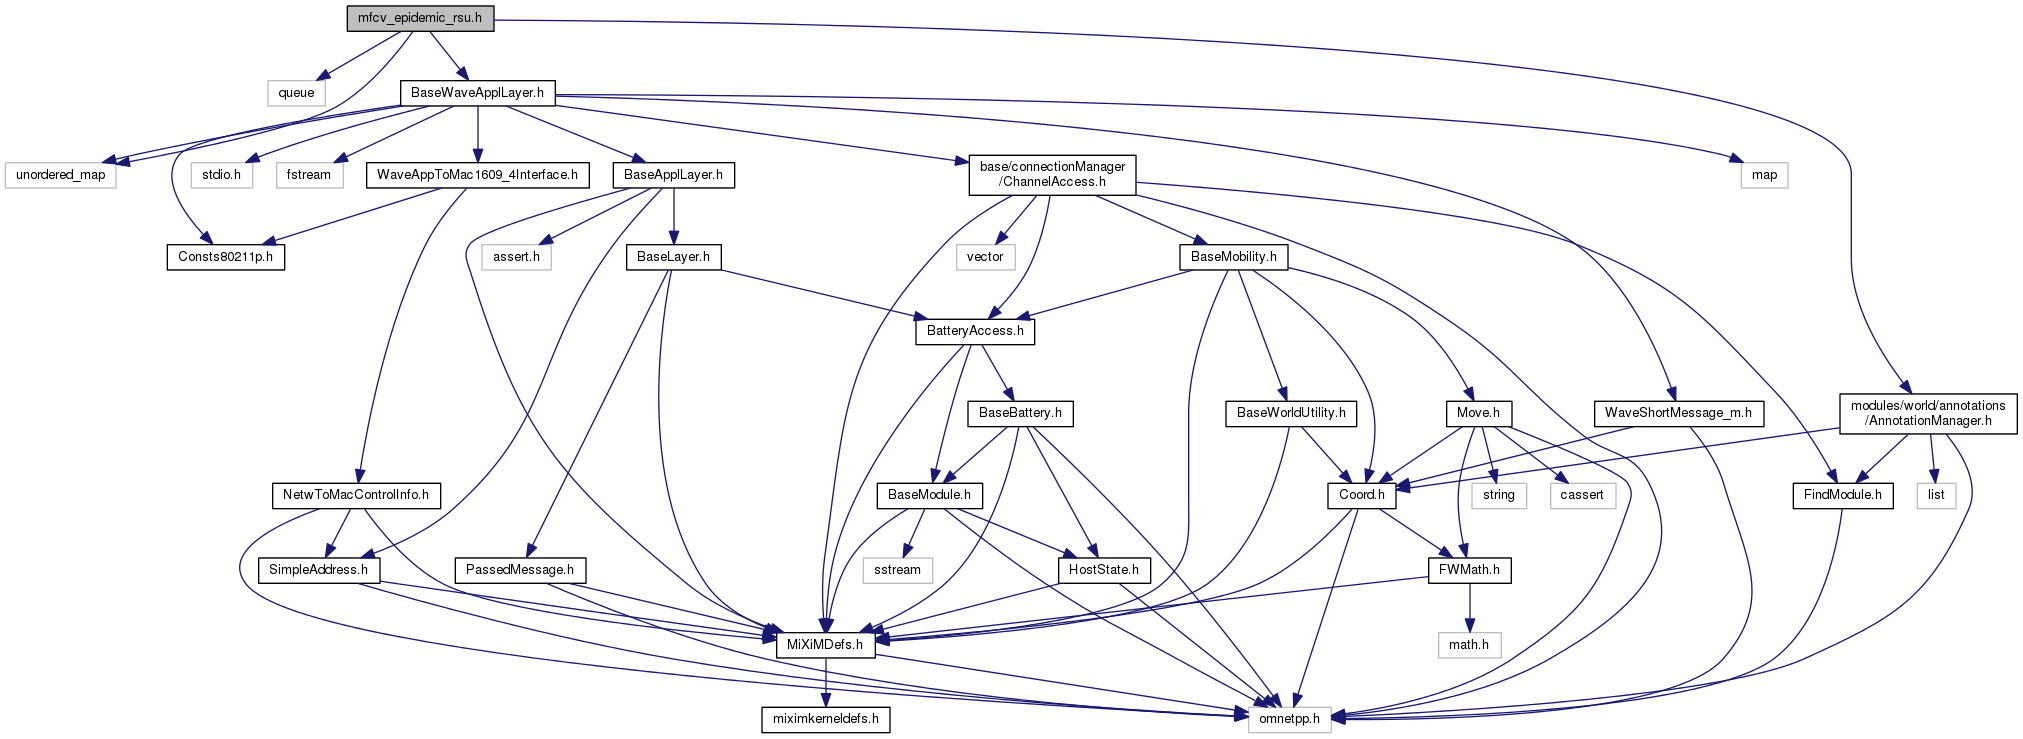 mfcv_epidemic_rsu.h
queue
BaseWaveApplLayer.h
unordered_map
stdio.h
fstream
WaveAppToMac1609_4Interface.h
BaseApplLayer.h
base/connectionManager
/ChannelAccess.h
map
Consts80211p.h
assert.h
BaseLayer.h
vector
BaseMobility.h
BatteryAccess.h
BaseBattery.h
BaseWorldUtility.h
Move.h
WaveShortMessage_m.h
modules/world/annotations
/AnnotationManager.h
NetwToMacControlInfo.h
BaseModule.h
Coord.h
string
cassert
FindModule.h
list
SimpleAddress.h
PassedMessage.h
sstream
HostState.h
FWMath.h
MiXiMDefs.h
math.h
miximkerneldefs.h
omnetpp.h